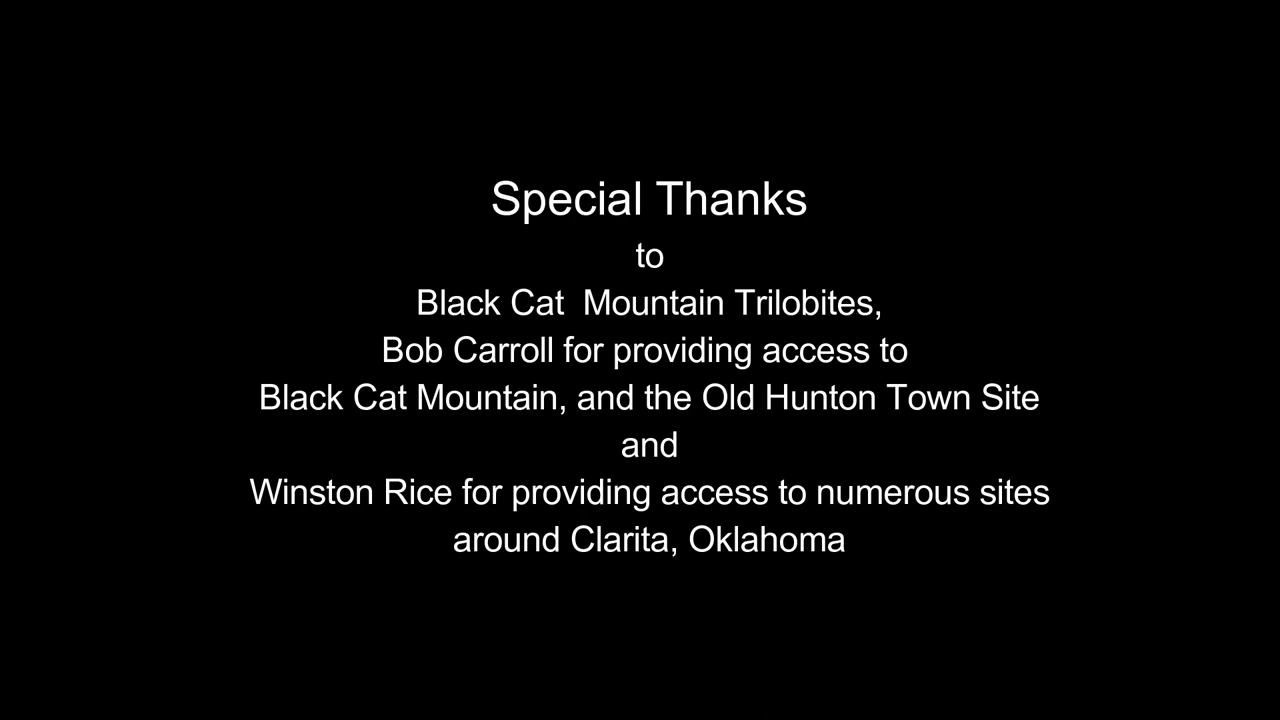 Special Thanks
to
Black Cat  Mountain Trilobites,
Bob Carroll for providing access to
Black Cat Mountain, and the Old Hunton Town Site
and
Winston Rice for providing access to numerous sites
around Clarita, Oklahoma